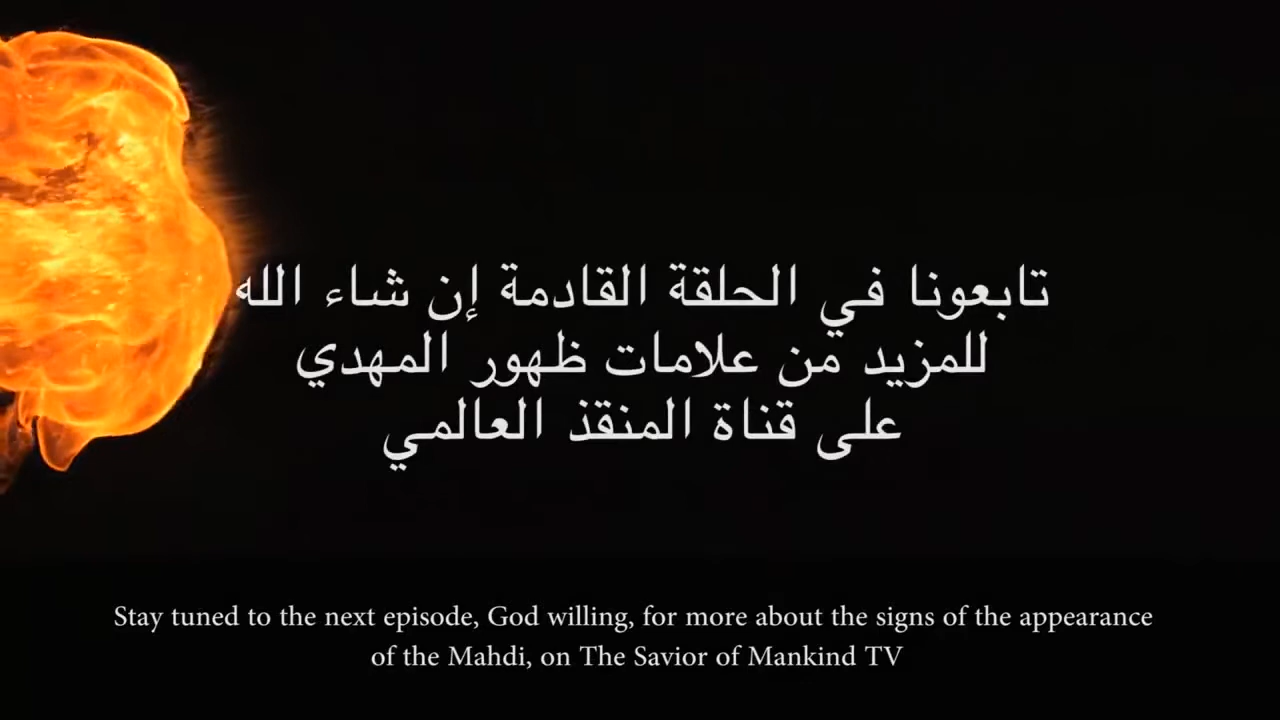 تابعونا في الحلقة القادمة إن شاء الله
للمزيد من علامات ظهور المهدي
على قناة المنقذ العالمي
Stay tuned to the next episode, God willing, for more about the signs of the appearance
of the Mahdi, on The Savior of Mankind TV